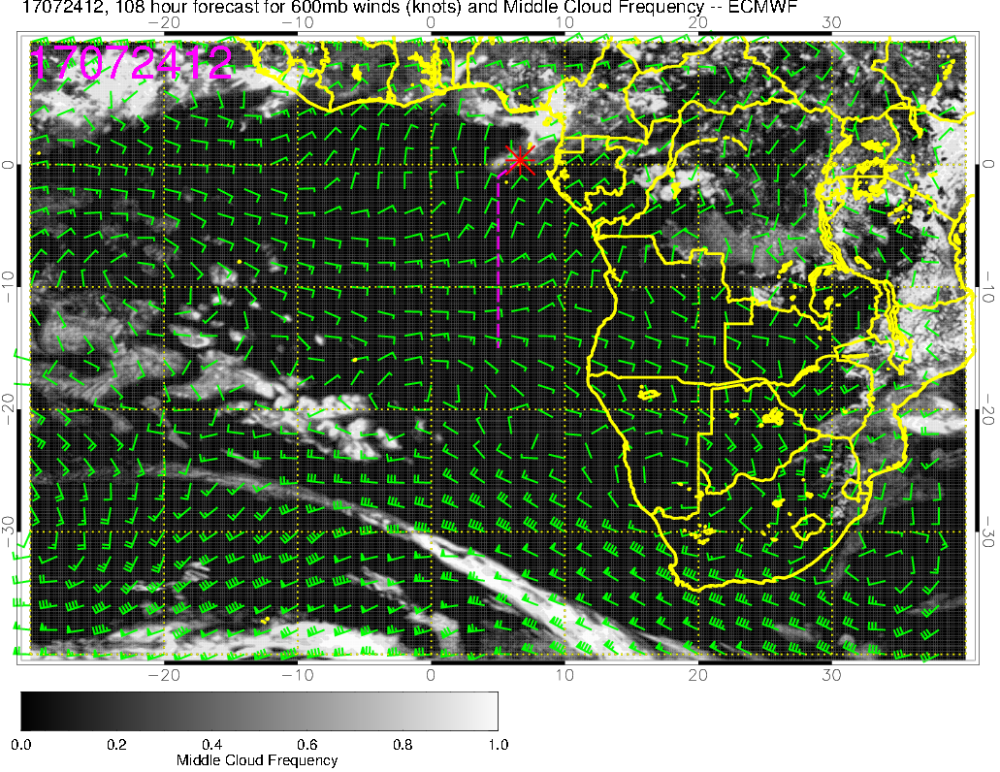 17072412, 108 hour forecast for 600mb winds (knots) and Middle Cloud Frequency -- ECMWF
−20 −10 0 10 20 30
17072412
0 0
−10 −10
−20 −20
−30 −30
−20 −10 0 10 20 30
0.0 0.2 0.4 0.6 0.8 1.0
Middle Cloud Frequency